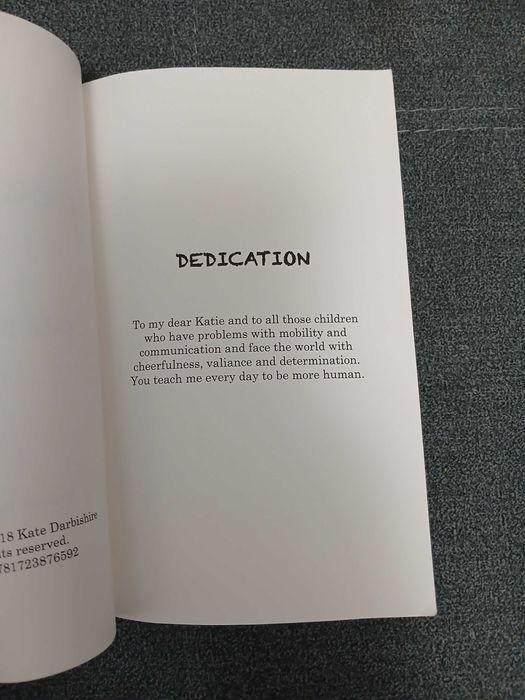 18 Kate Darbishire
ts reserved.
781723876592
DEDICATION
To my dear Katie and to all those children
who have problems with mobility and
communication and face the world with
cheerfulness, valiance and determination.
You teach me every day to be more human.